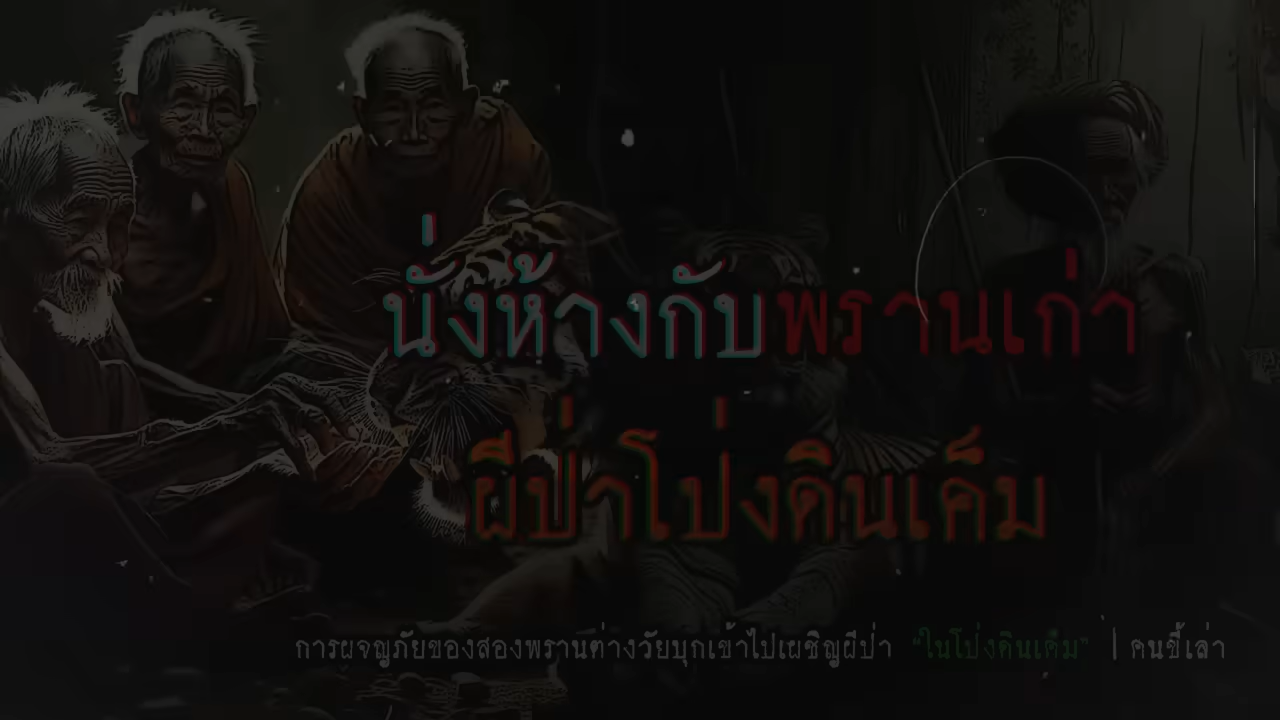 นั่งห้างกับพรานเก่า
ผีป่าโป่งดินเค็ม
การผจญภัยของสองพรานต่างวัยบุกเข้าไปเผชิญผีป่า "ในโป่งดินเค็ม" | คนขี้เล่า